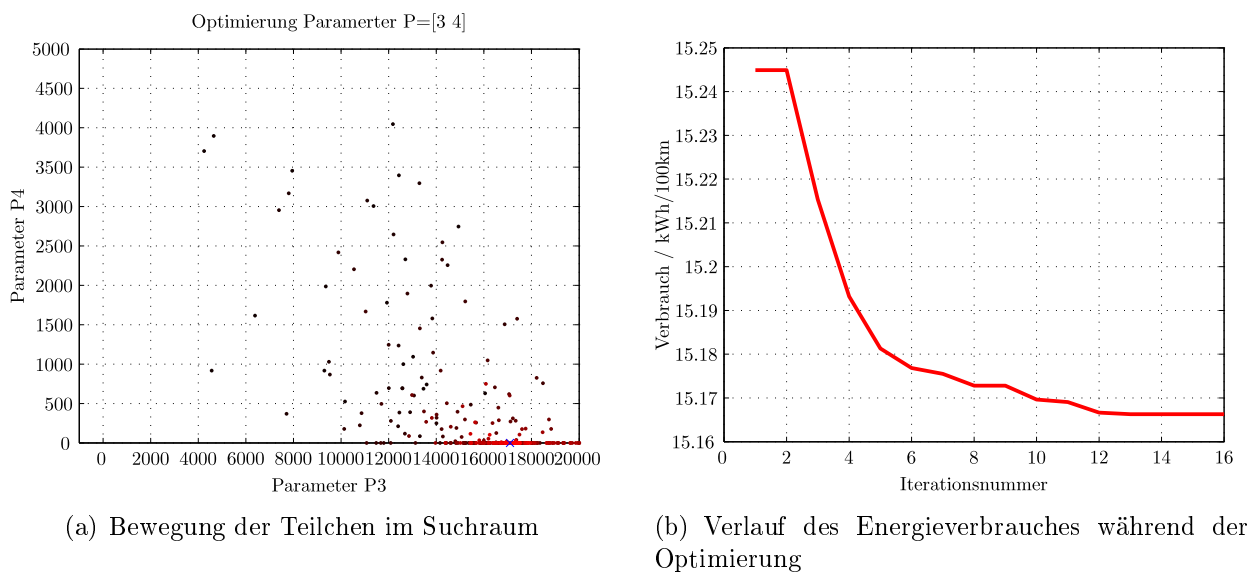 Optimierung Paramerter P=[3 4]
5000
4500
4000
3500
3000
2500
2000
1500
1000
500
0
Parameter P4
0 2000 4000 6000 8000 10000 12000 14000 16000 18000 20000
Parameter P3
(a) Bewegung der Teilchen im Suchraum
15.25
15.24
15.23
15.22
15.21
15.2
15.19
15.18
15.17
15.16
Verbrauch / kWh/100km
0 2 4 6 8 10 12 14 16
Iterationsnummer
(b) Verlauf des Energieverbrauches während der
Optimierung